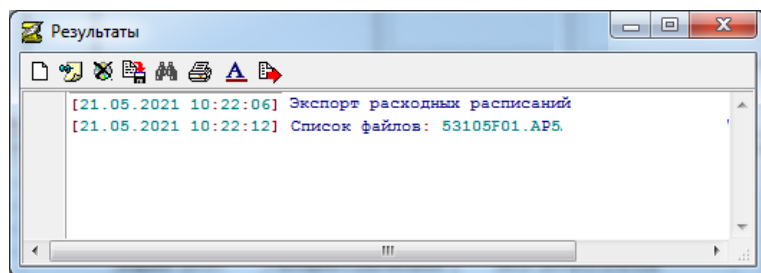 Результаты
[21.05.2021 10:22:06] Экспорт расходных расписаний
[21.05.2021 10:22:12] Список файлов: 53105F01.AP5.